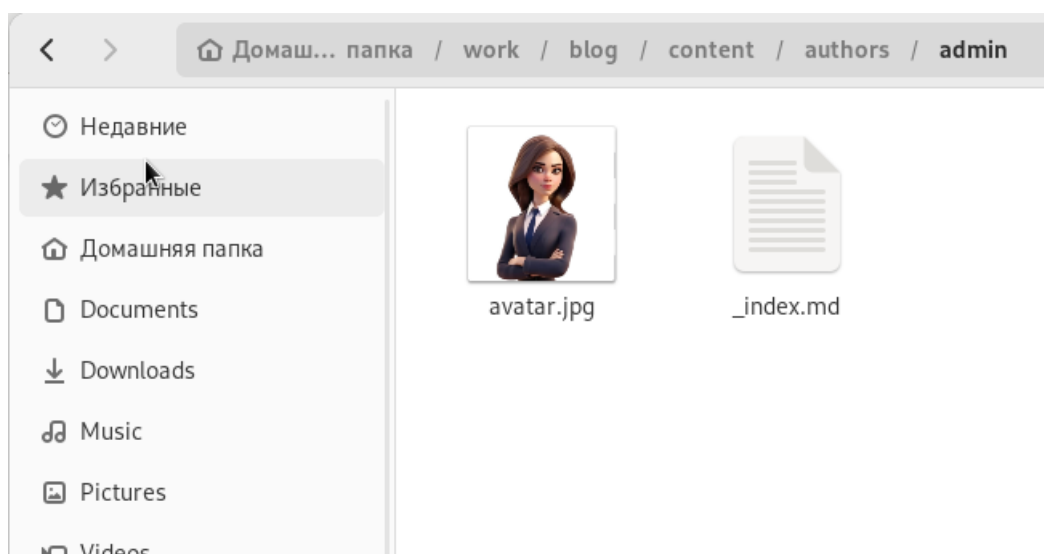 Домаш... папка / work / blog / content / authors / admin
Недавние
Избранные
Домашняя папка
Documents
Downloads
Music
Pictures
Videos
avatar.jpg
_index.md